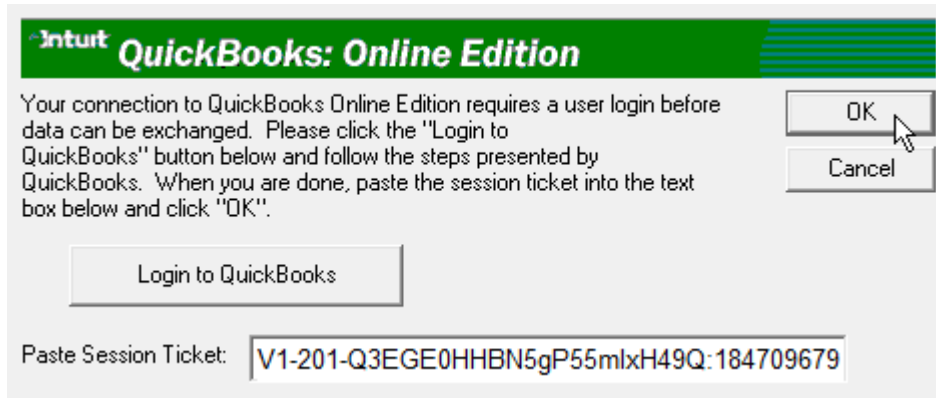 Intuit
QuickBooks: Online Edition
Your connection to QuickBooks Online Edition requires a user login before
data can be exchanged.  Please click the "Login to
QuickBooks" button below and follow the steps presented by
QuickBooks.  When you are done, paste the session ticket into the text
box below and click "OK".
OK
Cancel
Login to QuickBooks
Paste Session Ticket: V1-201-Q3EGE0HHBN5gP55mlxH49Q:184709679